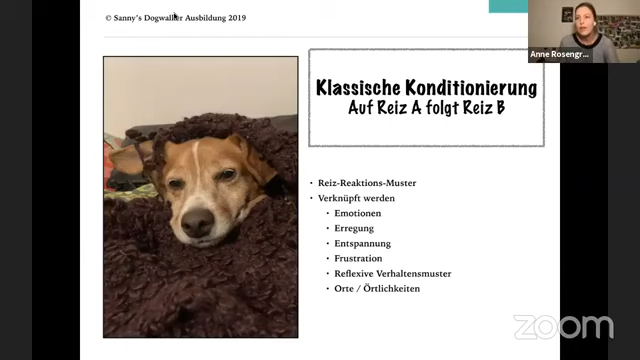 © Sanny's Dogwalker Ausbildung 2019
Anne Rosengr...
Klassische Konditionierung
Auf Reiz A folgt Reiz B
• Reiz-Reaktions-Muster
• Verknüpft werden
• Emotionen
• Erregung
• Entspannung
• Frustration
• Reflexive Verhaltensmuster
• Orte / Örtlichkeiten
zoom